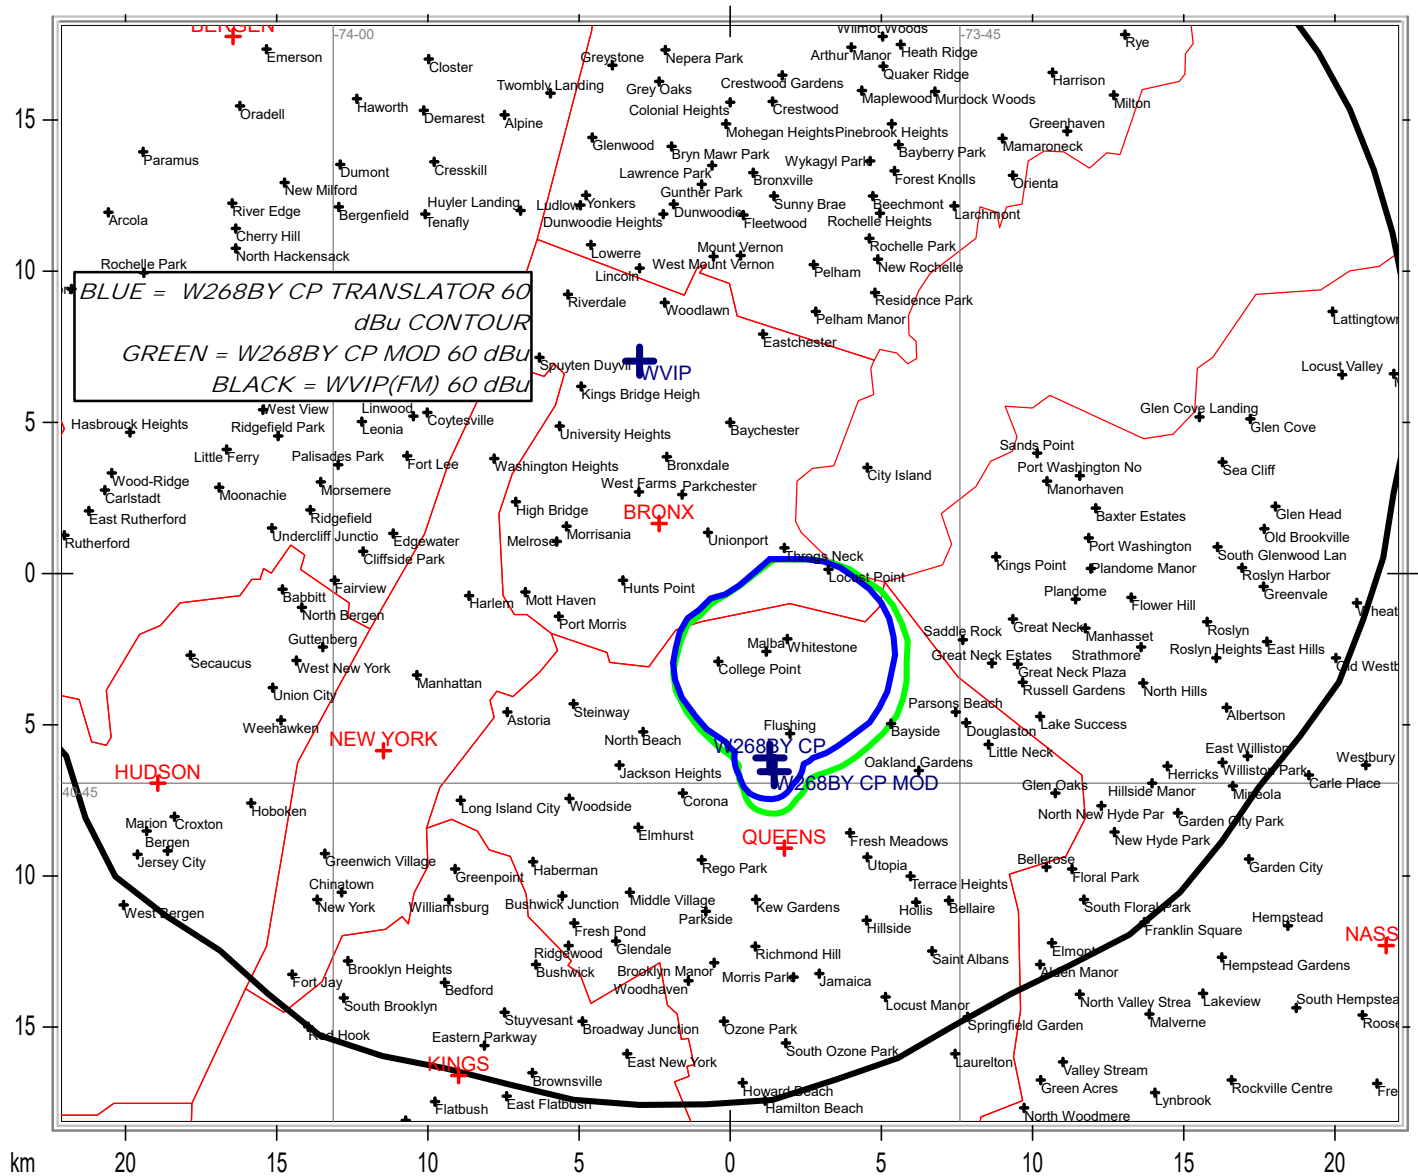 BERGEN
-74-00
-73-45
Wilmot Woods
Rye
Emerson
Closter
Greystone
Nepera Park
Arthur Manor
Heath Ridge
Quaker Ridge
Harrison
Twombly Landing
Grey Oaks
Crestwood Gardens
Maplewood
Murdock Woods
Milton
Oradell
Haworth
Demarest
Alpine
Colonial Heights
Crestwood
Greenhaven
15
Mohegan Heights
Pinebrook Heights
Mamaroneck
Paramus
Dumont
Cresskill
Glenwood
Bryn Mawr Park
Wykagyl Park
Bayberry Park
Lawrence Park
Bronxville
Forest Knolls
Orienta
New Milford
Gunther Park
River Edge
Bergenfield
Huyler Landing
Ludlow
Yonkers
Dunwoodie
Sunny Brae
Beechmont
Larchmont
Arcola
Tenafly
Dunwoodie Heights
Fleetwood
Rochelle Heights
Cherry Hill
North Hackensack
Lowerre
Mount Vernon
Rochelle Park
Rochelle Park
Lincoln
West Mount Vernon
Pelham
New Rochelle
10
BLUE = W268BY CP TRANSLATOR 60
dBu CONTOUR
GREEN = W268BY CP MOD 60 dBu
BLACK = WVIP(FM) 60 dBu
Riverdale
Woodlawn
Residence Park
Pelham Manor
Lattingtown
Eastchester
Spuyten Duyvil
WVIP
Locust Valley
Kings Bridge Heigh
West View
Linwood
Coytesville
Glen Cove Landing
Hasbrouck Heights
Ridgefield Park
Leonia
University Heights
Baychester
Glen Cove
5
Little Ferry
Palisades Park
Fort Lee
Washington Heights
Bronxdale
City Island
Sands Point
Sea Cliff
Wood-Ridge
Port Washington No
Carlstadt
Moonachie
Morsemere
High Bridge
West Farms
Parkchester
Manorhaven
East Rutherford
Ridgefield
BRONX
Baxter Estates
Glen Head
Rutherford
Undercliff Junctio
Edgewater
Melrose
Morrisania
Unionport
Port Washington
Old Brookville
Cliffside Park
Throgs Neck
Kings Point
South Glenwood Lan
0
Fairview
Hunts Point
Locust Point
Plandome Manor
Roslyn Harbor
Babbitt
Harlem
Mott Haven
Plandome
Flower Hill
Greenvale
Wheat
North Bergen
Port Morris
Great Neck
Manhasset
Roslyn
Guttenberg
Malba
Whitestone
Saddle Rock
Strathmore
East Hills
Secaucus
West New York
College Point
Great Neck Estates
Great Neck Plaza
Roslyn Heights
Old Westb
Union City
Manhattan
Russell Gardens
North Hills
Weehawken
Astoria
Steinway
Parsons Beach
Lake Success
Albertson
5
NEW YORK
North Beach
Flushing
Bayside
Douglaston
W268BY CP
Little Neck
East Williston
HUDSON
Jackson Heights
Oakland Gardens
Herricks
Williston Park
Westbury
40-45
W268BY CP MOD
Glen Oaks
Hillside Manor
Mineola
Carle Place
Hoboken
Long Island City
Woodside
Corona
North New Hyde Par
Garden City Park
Marion
Croxton
Elmhurst
QUEENS
Fresh Meadows
New Hyde Park
Bergen
Jersey City
Greenwich Village
Greenpoint
Haberman
Rego Park
Utopia
Bellerose
Floral Park
Garden City
10
Terrace Heights
West Bergen
Chinatown
New York
Williamsburg
Bushwick Junction
Middle Village
Parkside
Kew Gardens
Hollis
Bellaire
South Floral Park
Fresh Pond
Hillside
Franklin Square
Hempstead
Ridgewood
Glendale
Richmond Hill
Saint Albans
Elmont
NASS
Fort Jay
Brooklyn Heights
Bushwick
Brooklyn Manor
Woodhaven
Morris Park
Jamaica
Alden Manor
Hempstead Gardens
South Brooklyn
Bedford
Locust Manor
North Valley Strea
Lakeview
South Hempstea
15
Red Hook
Stuyvesant
Broadway Junction
Ozone Park
Springfield Garden
Malverne
Roose
Eastern Parkway
East New York
South Ozone Park
Laurelton
Valley Stream
KINGS
Brownsville
Howard Beach
Green Acres
Rockville Centre
Flatbush
East Flatbush
Hamilton Beach
North Woodmere
Lynbrook
Fre
km
20
15
10
5
0
5
10
15
20